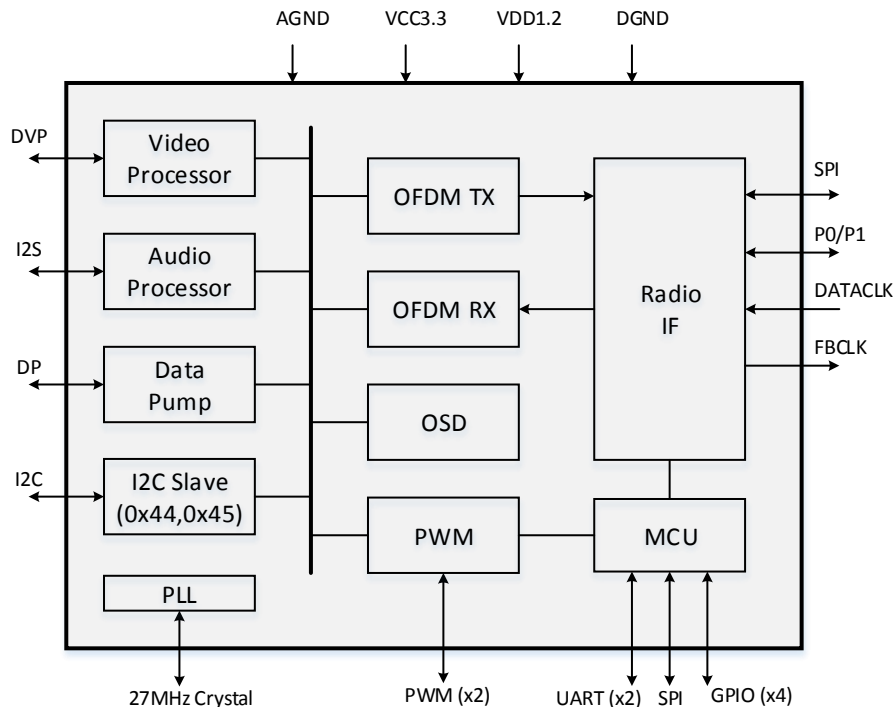 AGND
VCC3.3
VDD1.2
DGND
DVP
Video
Processor
I2S
Audio
Processor
DP
Data
Pump
I2C
I2C Slave
(0x44,0x45)
PLL
27MHz Crystal
OFDM TX
OFDM RX
OSD
PWM
PWM (x2)
Radio
IF
MCU
SPI
P0/P1
DATACLK
FBCLK
UART (x2)
SPI
GPIO (x4)